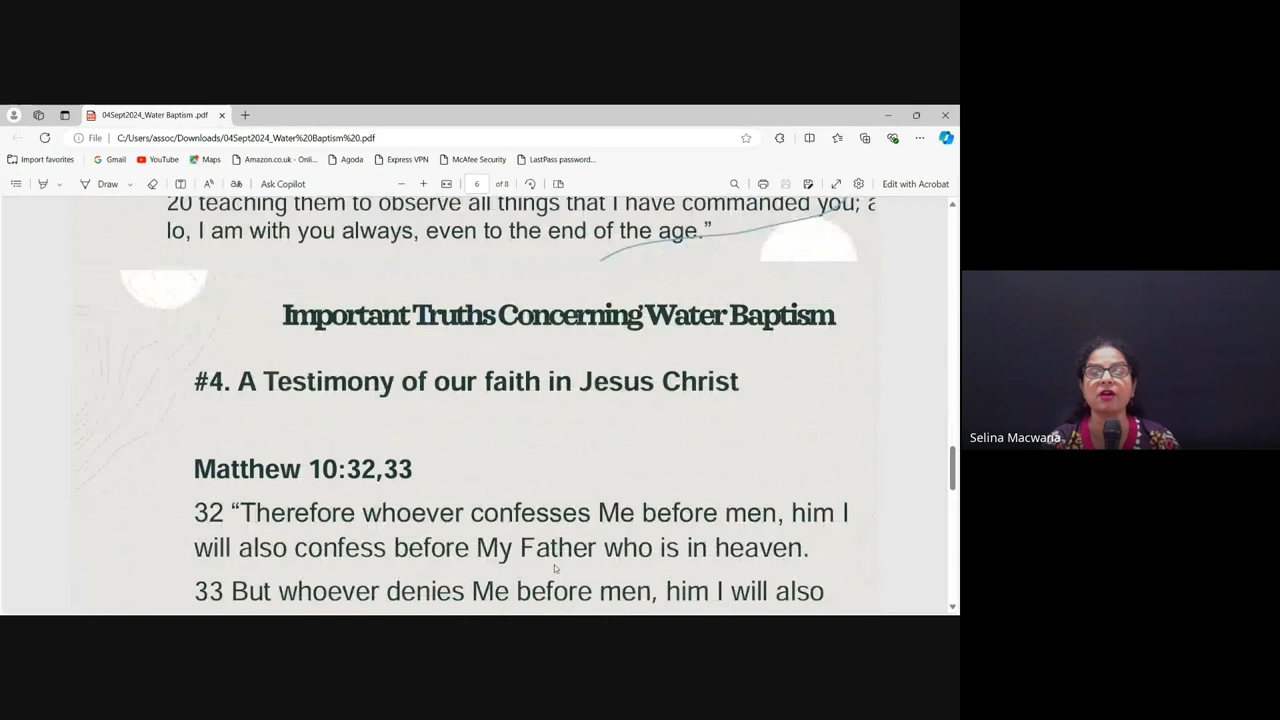 04Sept2024_Water Baptism .pdf
File
C:/Users/assoc/Downloads/04Sept2024_Water%20Baptism%20.pdf
Import favorites
Gmail
YouTube
Maps
Amazon.co.uk - Onli...
Agoda
Express VPN
McAfee Security
LastPass password...
Draw
Ask Copilot
6 of 8
Edit with Acrobat
20 teaching them to observe all things that I have commanded you; a
lo, I am with you always, even to the end of the age.”
Important Truths Concerning Water Baptism
#4. A Testimony of our faith in Jesus Christ
Matthew 10:32,33
32 “Therefore whoever confesses Me before men, him I
will also confess before My Father who is in heaven.
33 But whoever denies Me before men, him I will also
Selina Macwana